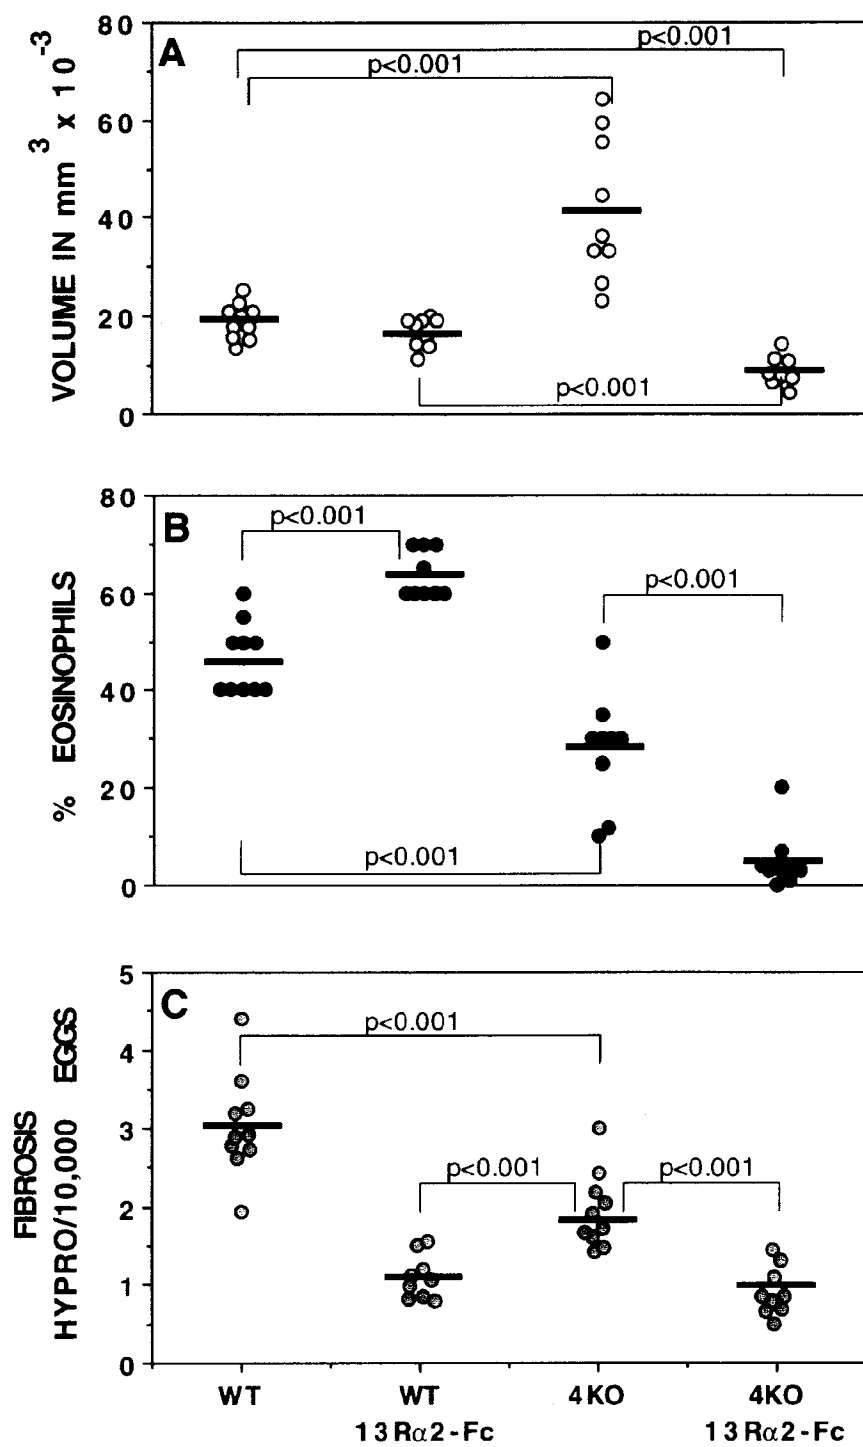 A
VOLUME IN mm3 x 10-3
80
60
40
20
0
p<0.001
p<0.001
p<0.001
B
% EOSINOPHILS
80
60
40
20
0
p<0.001
p<0.001
p<0.001
C
FIBROSIS
HYPRO/10,000 EGGS
5
4
3
2
1
0
p<0.001
p<0.001
p<0.001
WT
WT
13Rα2-Fc
4KO
4KO
13Rα2-Fc